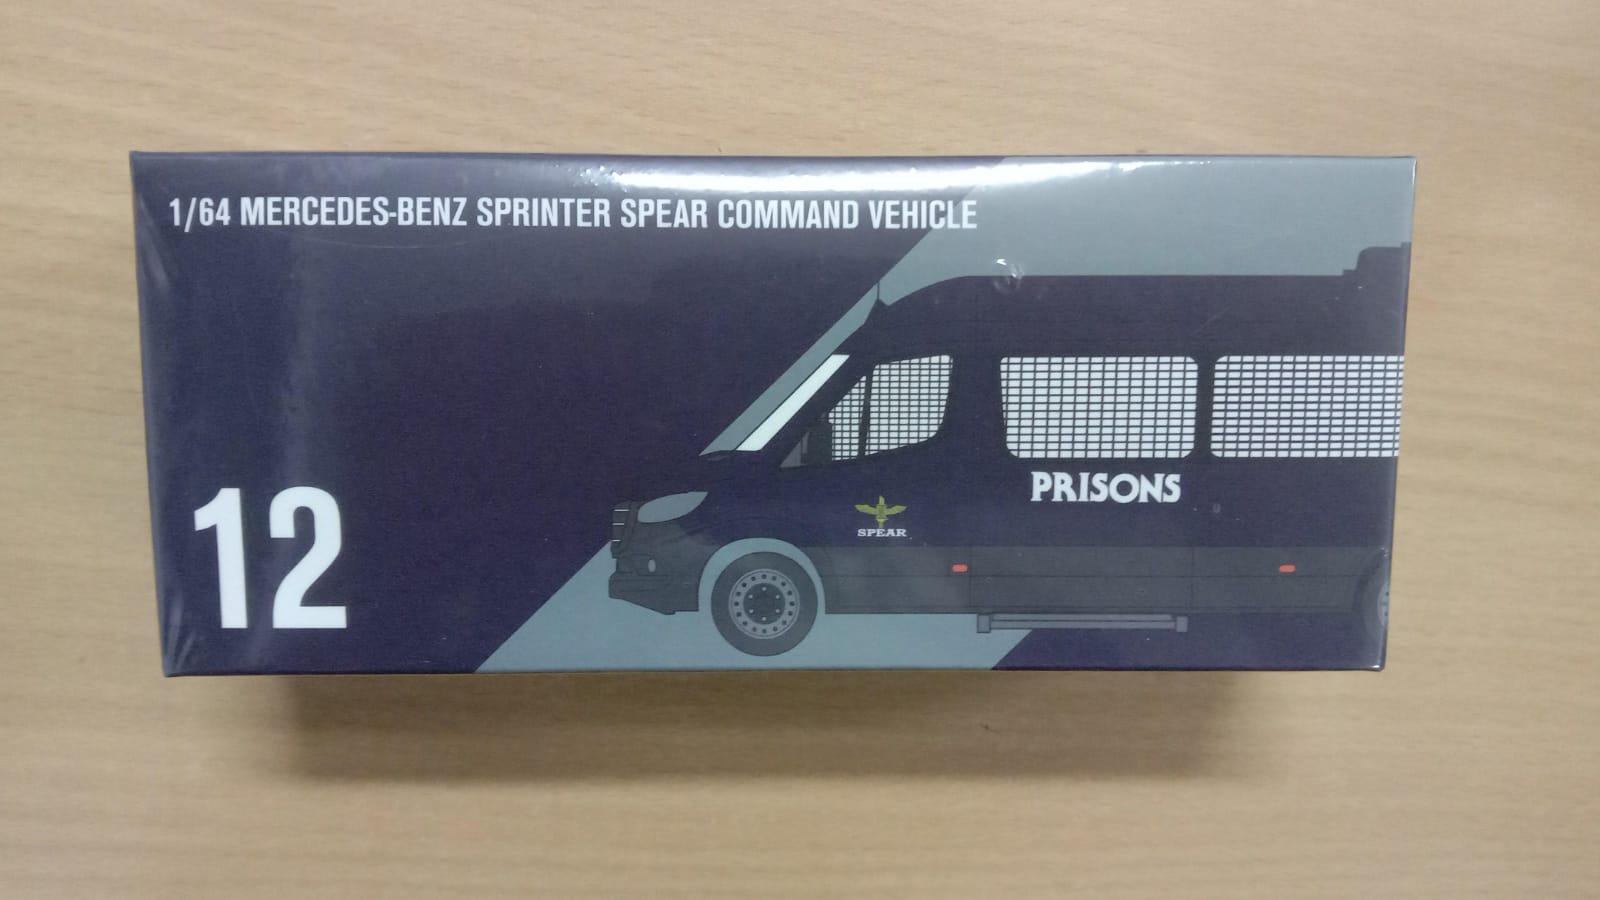 1/64 MERCEDES-BENZ SPRINTER SPEAR COMMAND VEHICLE
PRISONS
SPEAR
12